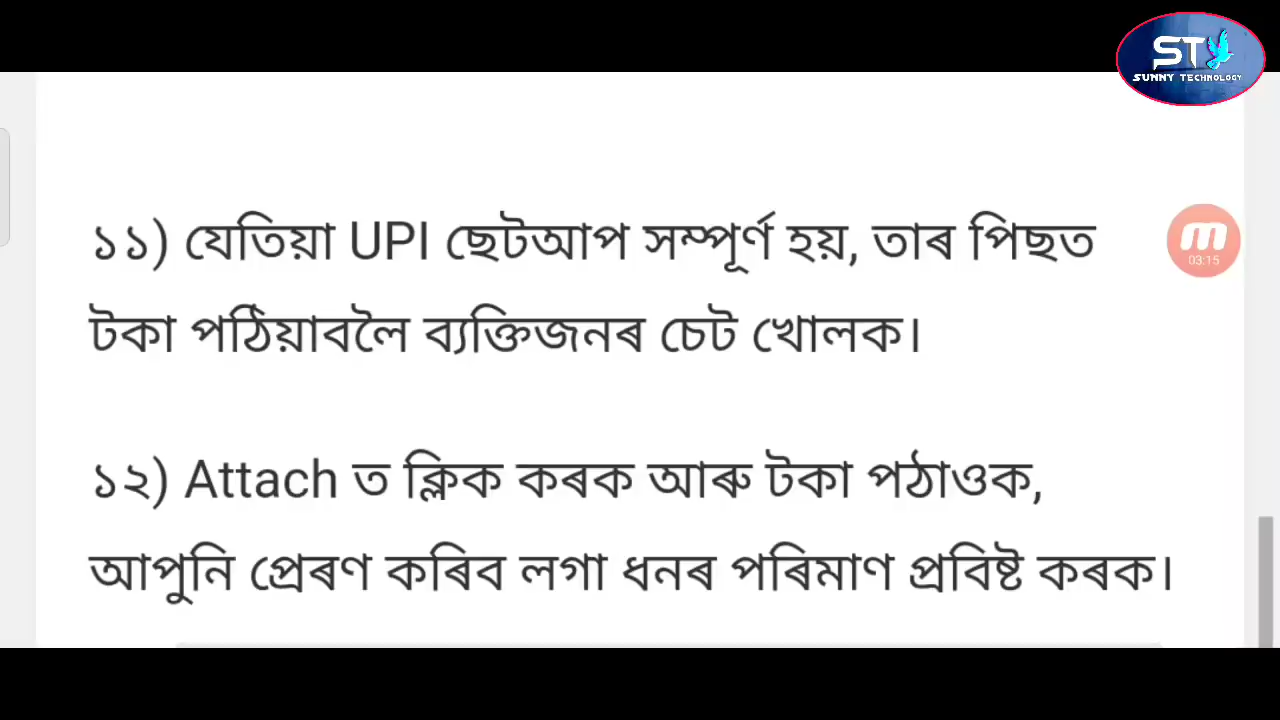 ST
SUNNY TECHNOLOGY
১১) যেতিয়া UPI ছেটআপ সম্পূৰ্ণ হয়, তাৰ পিছত
03:15
টকা পঠিয়াবলৈ ব্যক্তিজনৰ চেট খোলক।
১২) Attach ত ক্লিক কৰক আৰু টকা পঠাওক,
আপুনি প্ৰেৰণ কৰিব লগা ধনৰ পৰিমাণ প্ৰবিষ্ট কৰক।